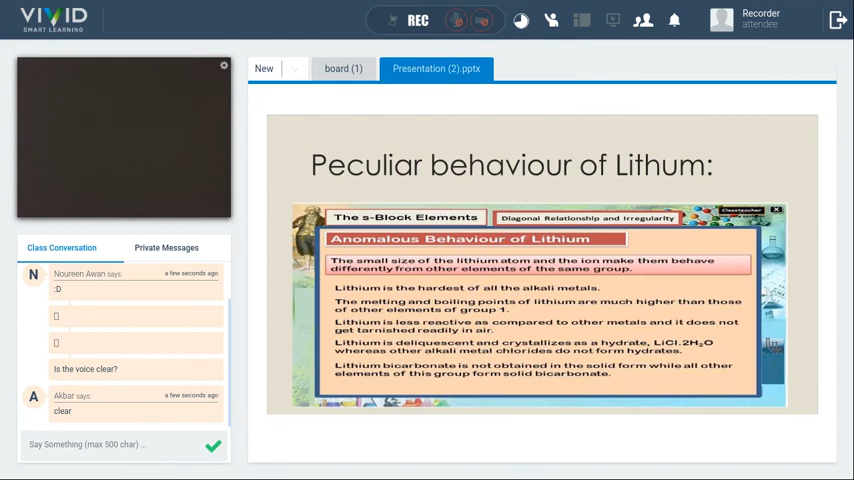 VIVID
SMART LEARNING
REC
Recorder
attendee
New
board (1)
Presentation (2).pptx
Class Conversation
Private Messages
N
Noureen Awan says:
a few seconds ago
:D
Is the voice clear?
A
Akbar says:
a few seconds ago
clear
Say Something (max 500 char) ...
Peculiar behaviour of Lithum:
The s-Block Elements
Diagonal Relationship and Irregularity
Classteacher
Anomalous Behaviour of Lithium
The small size of the lithium atom and the ion make them behave
differently from other elements of the same group.
Lithium is the hardest of all the alkali metals.
The melting and boiling points of lithium are much higher than those
of other elements of group 1.
Lithium is less reactive as compared to other metals and it does not
get tarnished readily in air.
Lithium is deliquescent and crystallizes as a hydrate, LiCl.2H₂O
whereas other alkali metal chlorides do not form hydrates.
Lithium bicarbonate is not obtained in the solid form while all other
elements of this group form solid bicarbonate.